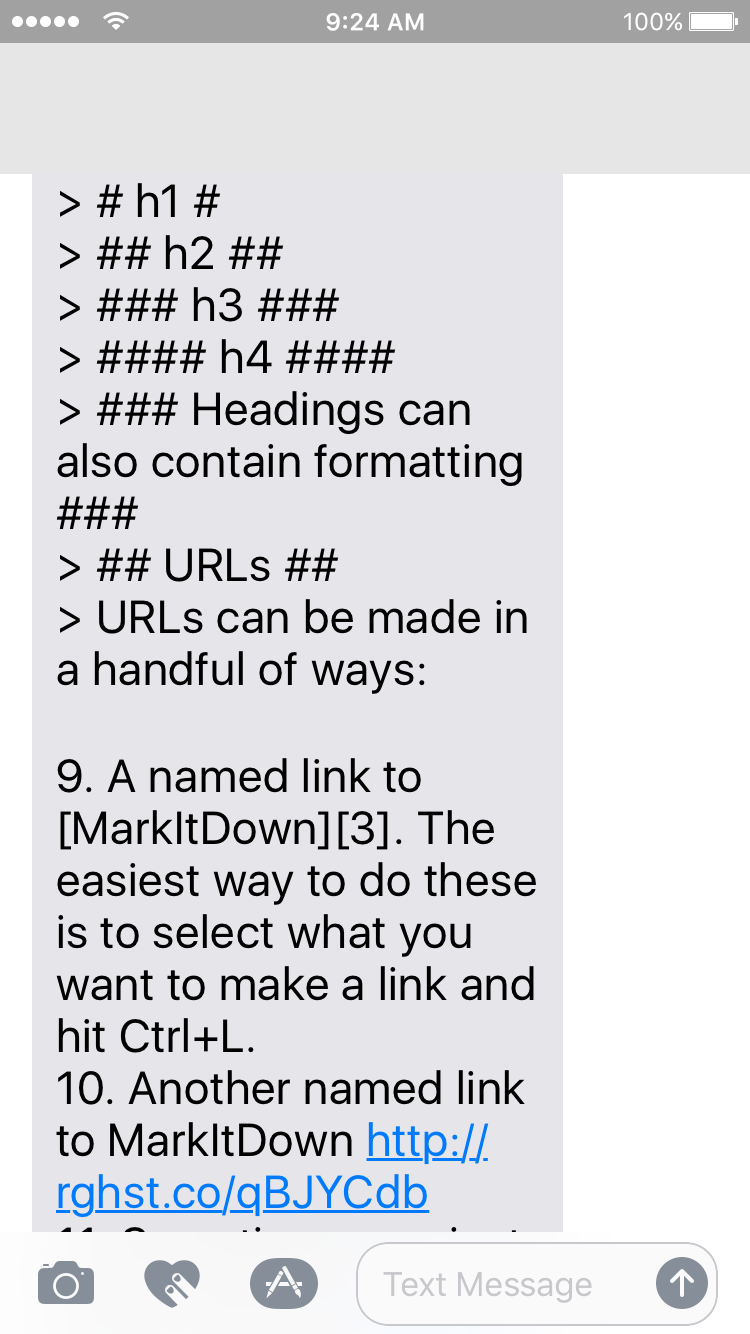 9:24 AM
100%
> # h1 #
> ## h2 ##
> ### h3 ###
> #### h4 ####
> ### Headings can
also contain formatting
###
> ## URLs ##
> URLs can be made in
a handful of ways:
9. A named link to
[MarkItDown][3]. The
easiest way to do these
is to select what you
want to make a link and
hit Ctrl+L.
10. Another named link
to MarkItDown http://
rghst.co/qBJYCdb
Text Message